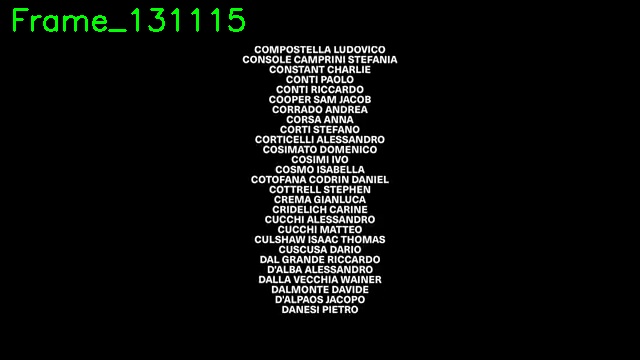 Frame_131115
COMPOSTELLA LUDOVICO
CONSOLE CAMPRINI STEFANIA
CONSTANT CHARLIE
CONTI PAOLO
CONTI RICCARDO
COOPER SAM JACOB
CORRADO ANDREA
CORSA ANNA
CORTI STEFANO
CORTICELLI ALESSANDRO
COSIMATO DOMENICO
COSIMI IVO
COSMO ISABELLA
COTOFANA CODRIN DANIEL
COTTRELL STEPHEN
CREMA GIANLUCA
CRIDELICH CARINE
CUCCHI ALESSANDRO
CUCCHI MATTEO
CULSHAW ISAAC THOMAS
CUSCUSA DARIO
DAL GRANDE RICCARDO
D'ALBA ALESSANDRO
DALLA VECCHIA WAINER
DALMONTE DAVIDE
D'ALPAOS JACOPO
DANESI PIETRO